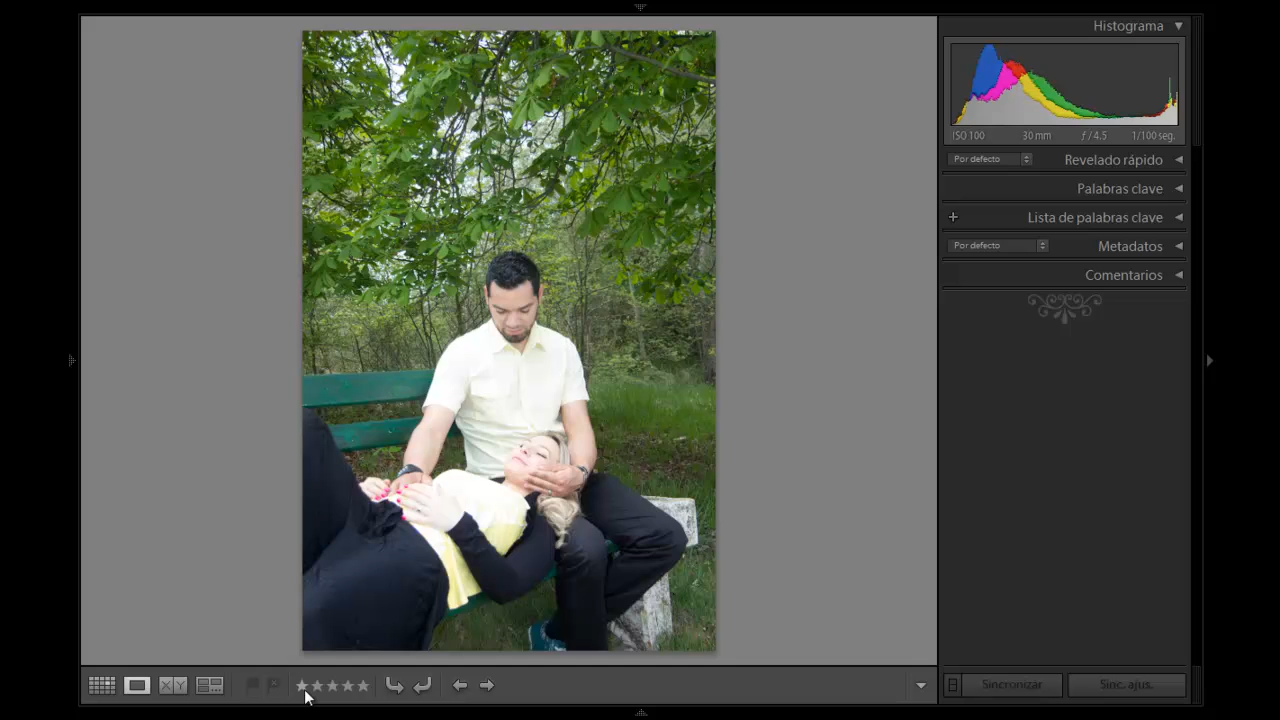 Histograma
ISO 100 30 mm ƒ / 4.5 1/100 seg.
Por defecto Revelado rápido
Palabras clave
Lista de palabras clave
Por defecto Metadatos
Comentarios
XY
Sincronizar Sinc. ajus.